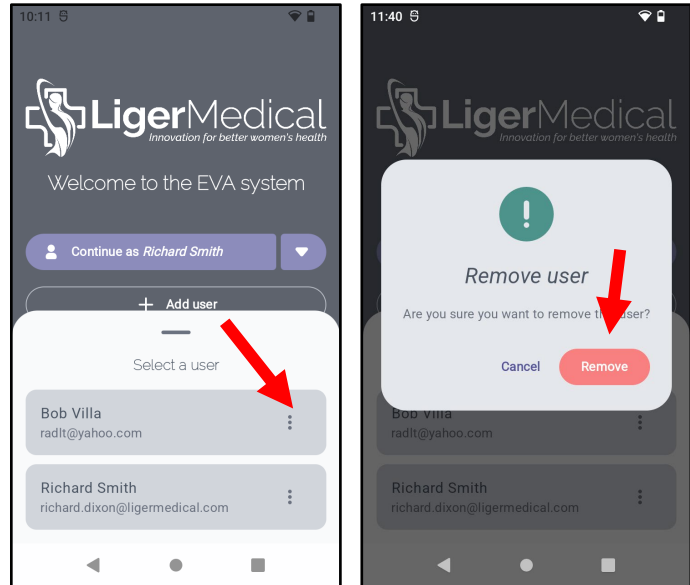 10:11
LigerMedical
Innovation for better women's health
Welcome to the EVA system
Continue as Richard Smith
Add user
Select a user
Bob Villa
radlt@yahoo.com
Richard Smith
richard.dixon@ligermedical.com
11:40
LigerMedical
Innovation for better women's health
Remove user
Are you sure you want to remove user?
Cancel
Remove
Bob Villa
radlt@yahoo.com
Richard Smith
richard.dixon@ligermedical.com